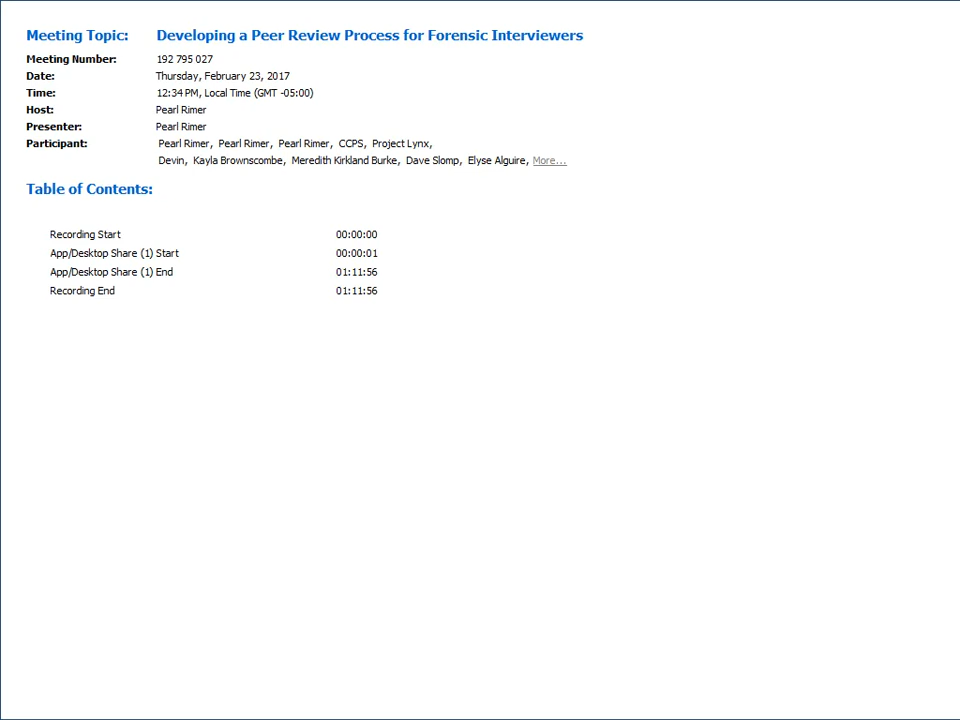 Meeting Topic: Developing a Peer Review Process for Forensic Interviewers
Meeting Number: 192 795 027
Date: Thursday, February 23, 2017
Time: 12:34 PM, Local Time (GMT -05:00)
Host: Pearl Rimer
Presenter: Pearl Rimer
Participant: Pearl Rimer, Pearl Rimer, Pearl Rimer, CCPS, Project Lynx,
Devin, Kayla Brownscombe, Meredith Kirkland Burke, Dave Slomp, Elyse Alguire, More...
Table of Contents:
Recording Start 00:00:00
App/Desktop Share (1) Start 00:00:01
App/Desktop Share (1) End 01:11:56
Recording End 01:11:56